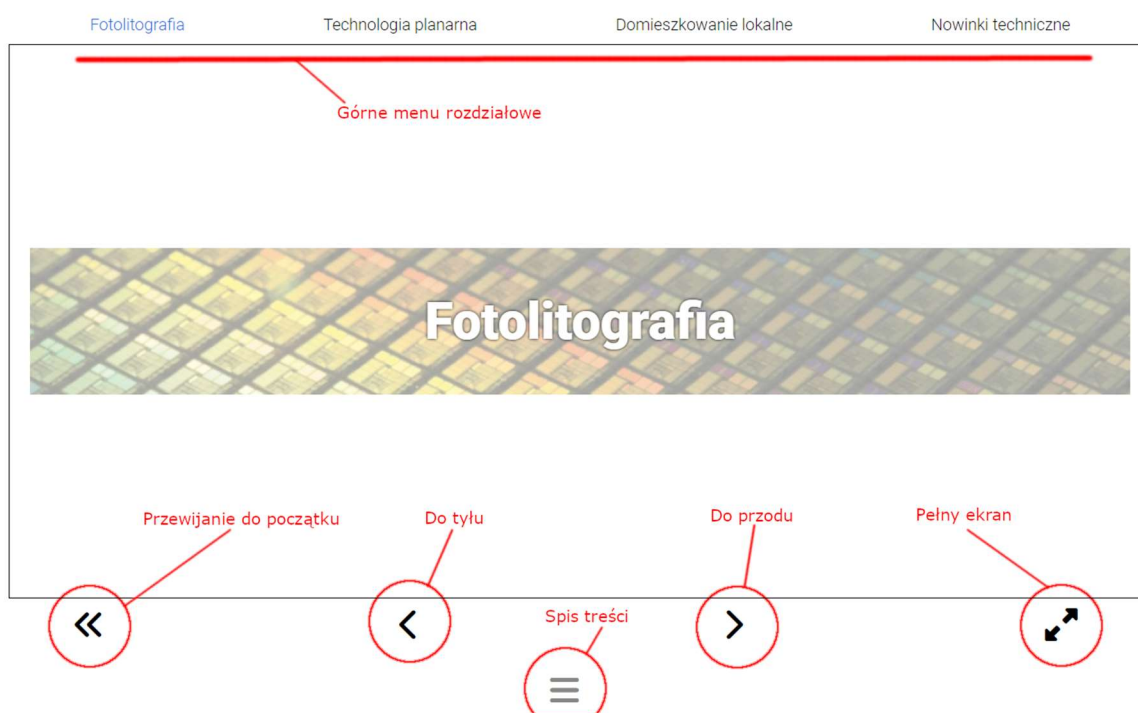 Fotolitografia
Technologia planarna
Domieszkowanie lokalne
Nowinki techniczne
Górne menu rozdziałowe
Fotolitografia
Przewijanie do początku
Do tyłu
Do przodu
Pełny ekran
Spis treści